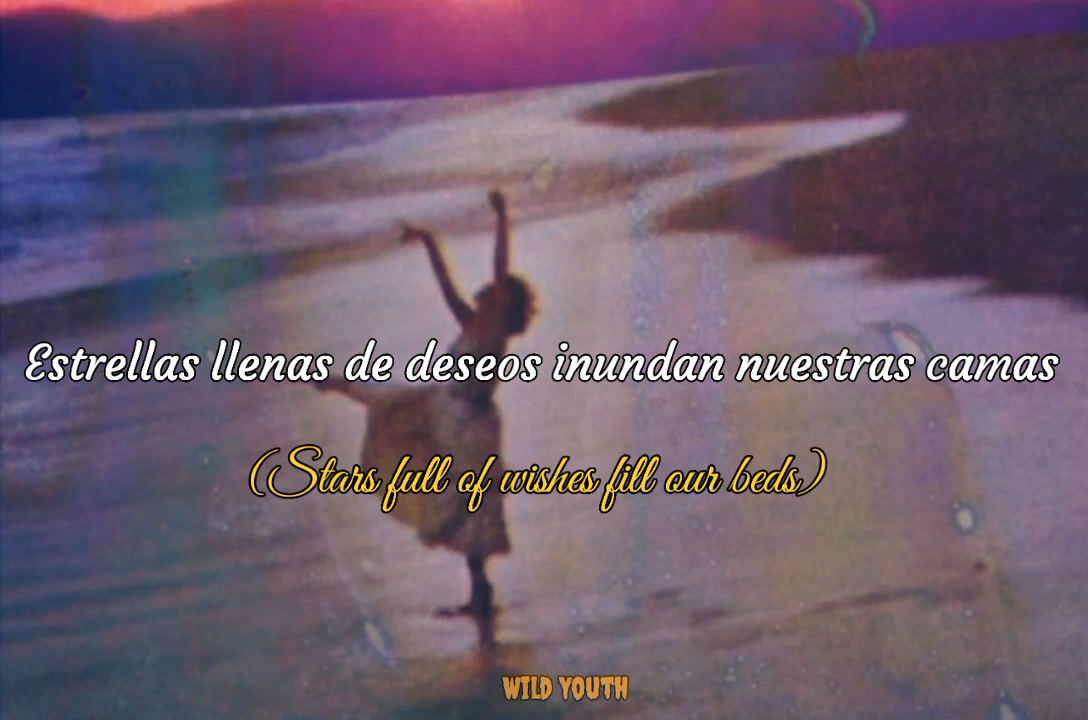 Estrellas llenas de deseos inundan nuestras camas
(Stars full of wishes fill our beds)
WILD YOUTH